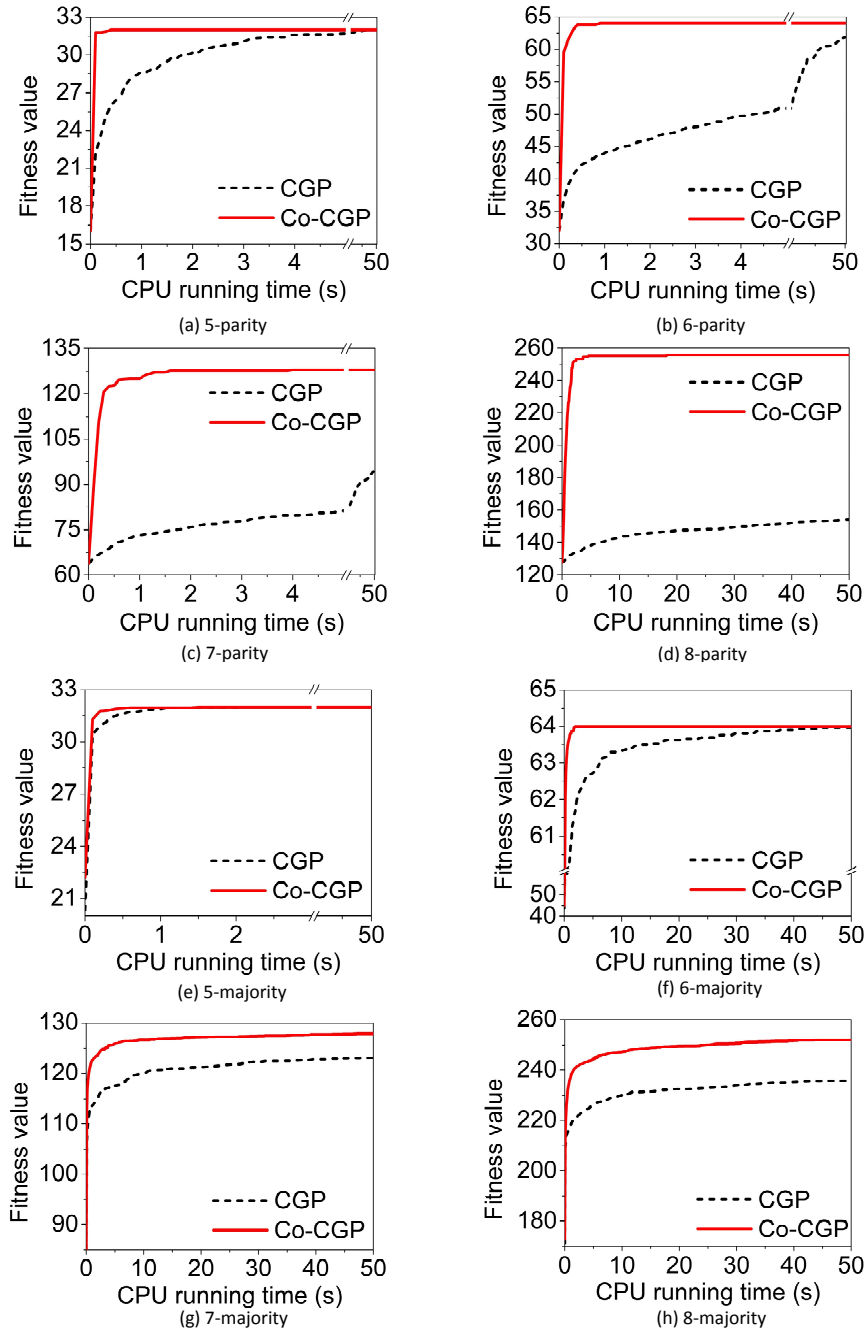 33
30
27
24
21
18
15
Fitness value
CGP
Co-CGP
0 1 2 3 4 50
CPU running time (s)
(a) 5-parity
65
60
55
50
45
40
35
30
Fitness value
CGP
Co-CGP
0 1 2 3 4 50
CPU running time (s)
(b) 6-parity
135
120
105
90
75
60
Fitness value
CGP
Co-CGP
0 1 2 3 4 50
CPU running time (s)
(c) 7-parity
260
240
220
200
180
160
140
120
Fitness value
CGP
Co-CGP
0 10 20 30 40 50
CPU running time (s)
(d) 8-parity
33
30
27
24
21
Fitness value
CGP
Co-CGP
0 1 2 50
CPU running time (s)
(e) 5-majority
65
64
63
62
61
50
40
Fitness value
CGP
Co-CGP
0 10 20 30 40 50
CPU running time (s)
(f) 6-majority
130
120
110
100
90
Fitness value
CGP
Co-CGP
0 10 20 30 40 50
CPU running time (s)
(g) 7-majority
260
240
220
200
180
Fitness value
CGP
Co-CGP
0 10 20 30 40 50
CPU running time (s)
(h) 8-majority